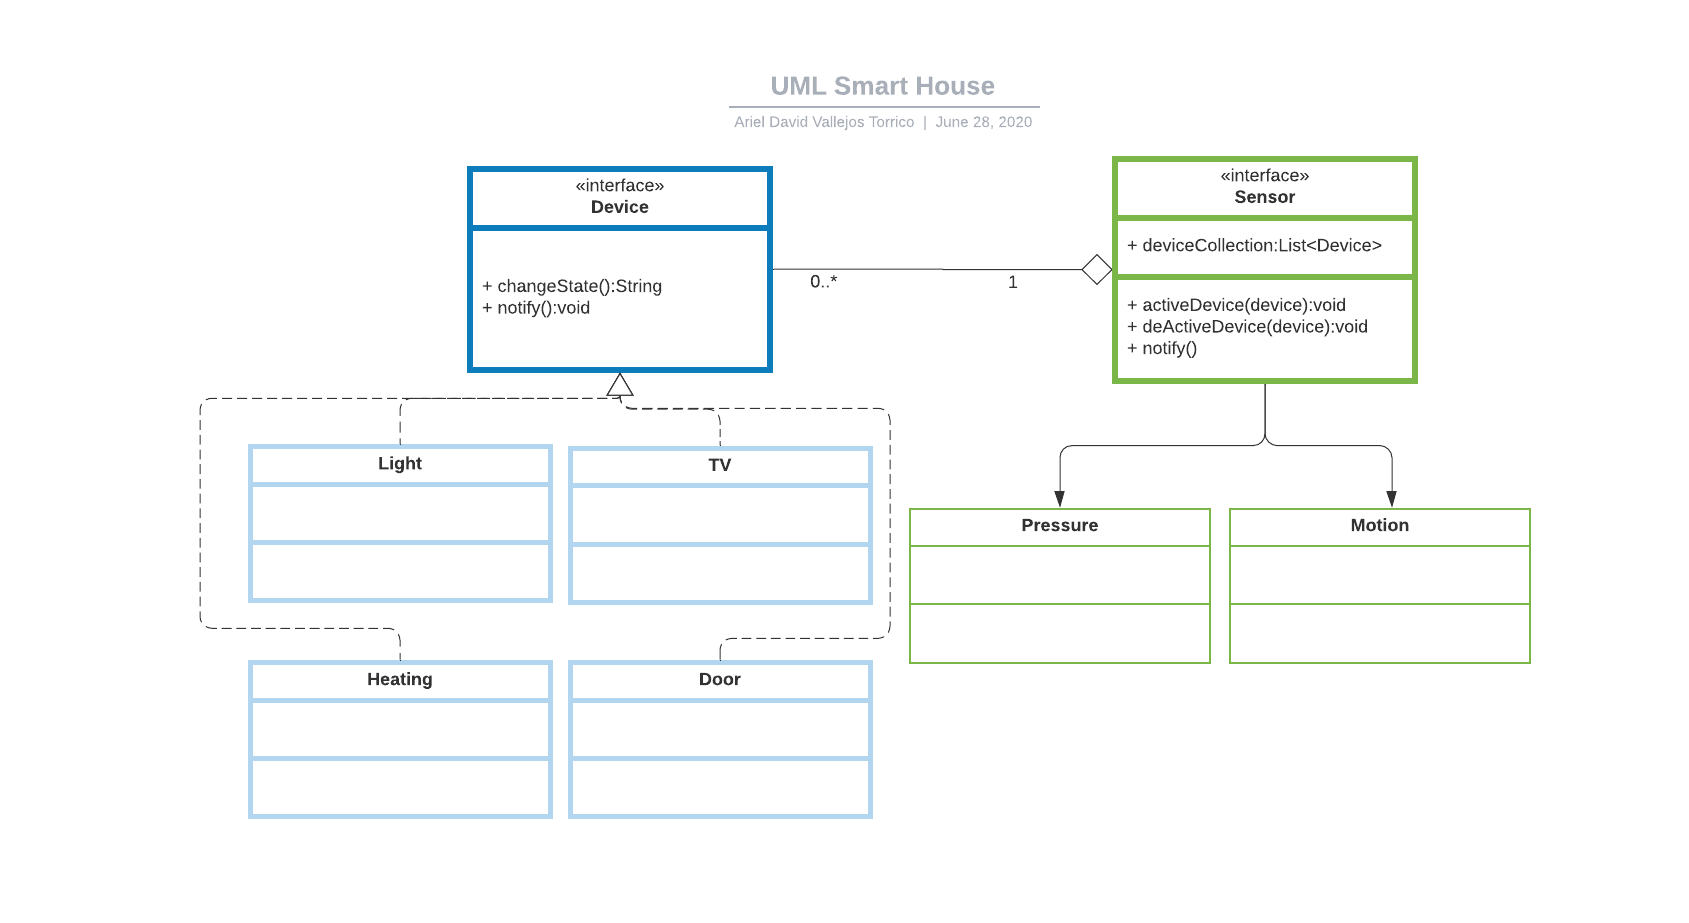 UML Smart House
Ariel David Vallejos Torrico | June 28, 2020
«interface»
Device
+ changeState():String
+ notify():void
0..*
1
«interface»
Sensor
+ deviceCollection:List<Device>
+ activeDevice(device):void
+ deActiveDevice(device):void
+ notify()
Light
TV
Heating
Door
Pressure
Motion